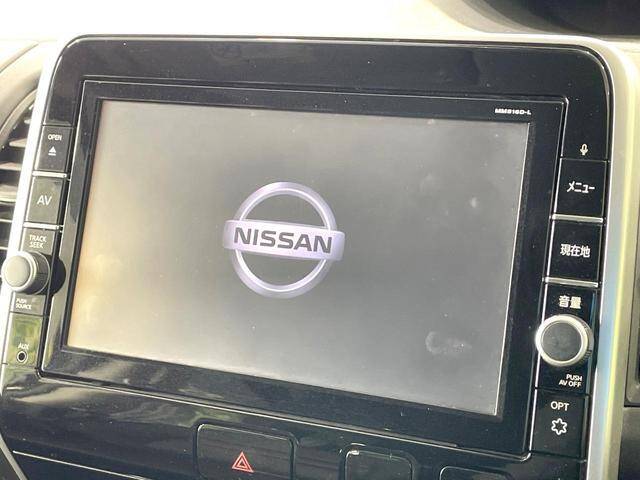 MM516D-L
OPEN
AV
TRACK
SEEK
PUSH
SOURCE
AUX
NISSAN
メニュー
現在地
音量
PUSH
AV OFF
OPT